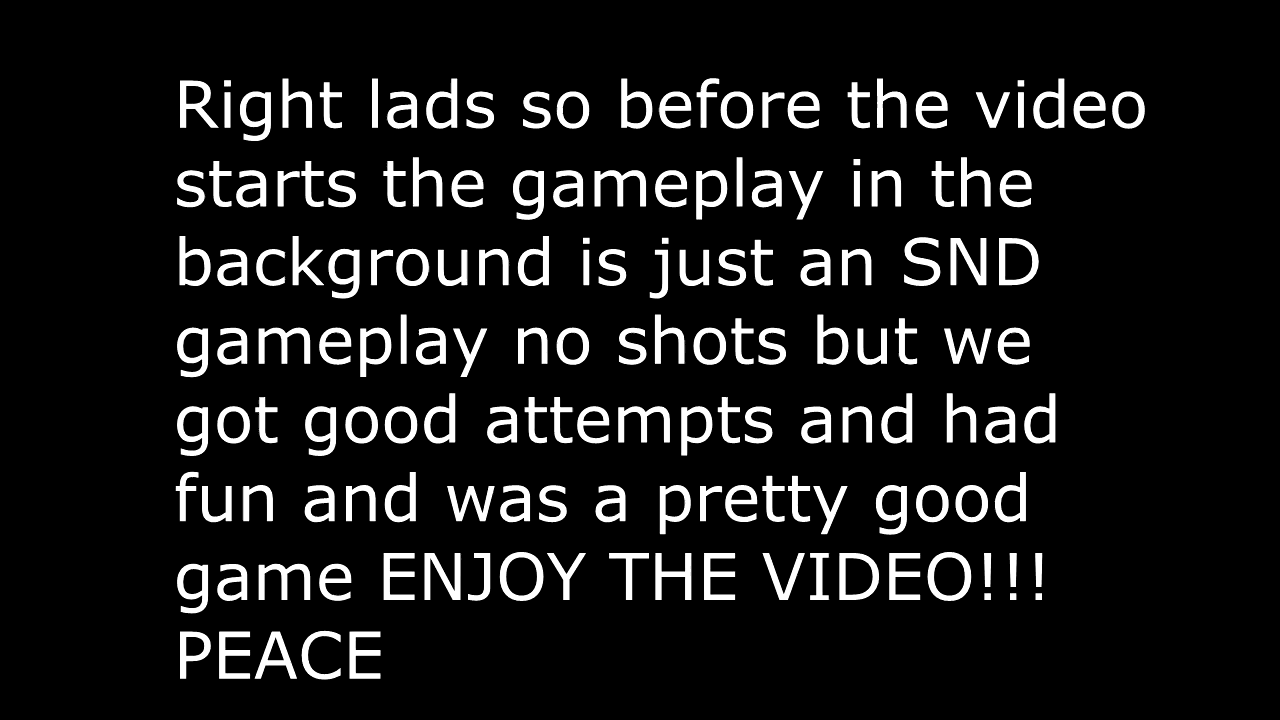 Right lads so before the video
starts the gameplay in the
background is just an SND
gameplay no shots but we
got good attempts and had
fun and was a pretty good
game ENJOY THE VIDEO!!!
PEACE